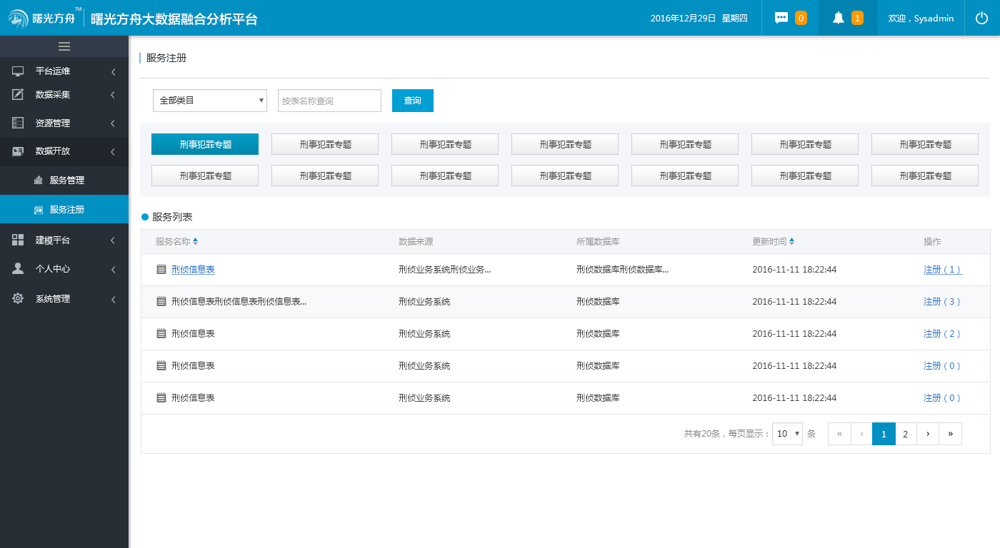 曙光方舟™ 曙光方舟大数据融合分析平台 2016年12月29日 星期四 0 1 欢迎，Sysadmin
平台运维
数据采集
资源管理
数据开放
服务管理
服务注册
建模平台
个人中心
系统管理
服务注册
全部类目 按表名称查询 查询
刑事犯罪专题 刑事犯罪专题 刑事犯罪专题 刑事犯罪专题 刑事犯罪专题 刑事犯罪专题 刑事犯罪专题
刑事犯罪专题 刑事犯罪专题 刑事犯罪专题 刑事犯罪专题 刑事犯罪专题 刑事犯罪专题 刑事犯罪专题
服务列表
服务名称 数据来源 所属数据库 更新时间 操作
刑侦信息表 刑侦业务系统刑侦业务... 刑侦数据库刑侦数据库... 2016-11-11 18:22:44 注册（1）
刑侦信息表刑侦信息表刑侦信息表... 刑侦业务系统 刑侦数据库 2016-11-11 18:22:44 注册（3）
刑侦信息表 刑侦业务系统 刑侦数据库 2016-11-11 18:22:44 注册（2）
刑侦信息表 刑侦业务系统 刑侦数据库 2016-11-11 18:22:44 注册（0）
刑侦信息表 刑侦业务系统 刑侦数据库 2016-11-11 18:22:44 注册（0）
共有20条，每页显示： 10 条 « ‹ 1 2 › »